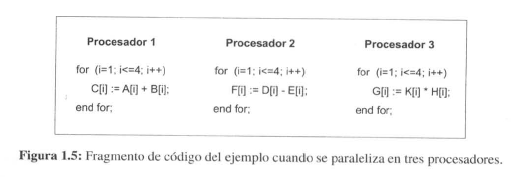 Procesador 1 Procesador 2 Procesador 3
for (i=1; i<=4; i++) for (i=1; i<=4; i++) for (i=1; i<=4; i++)
C[i] := A[i] + B[i]; F[i] := D[i] - E[i]; G[i] := K[i] * H[i];
end for; end for; end for;
Figura 1.5: Fragmento de código del ejemplo cuando se paraleliza en tres procesadores.